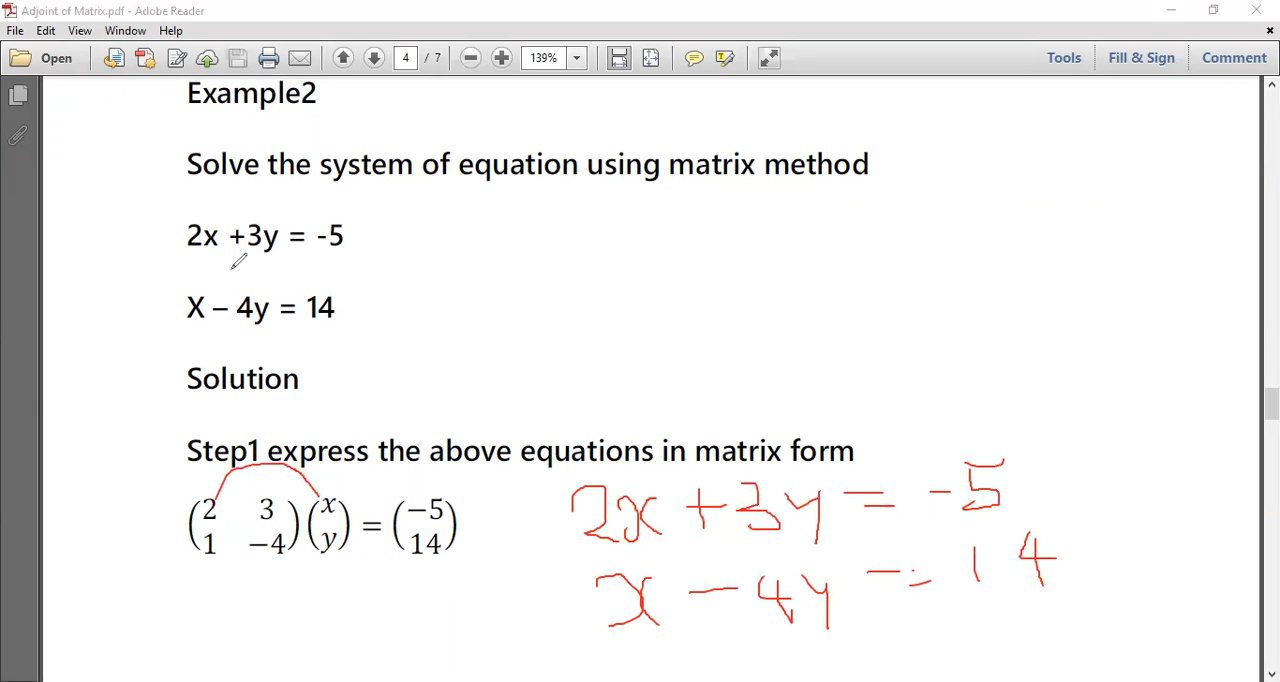 Adjoint of Matrix.pdf - Adobe Reader
File Edit View Window Help
Open 4 / 7 139% Tools Fill & Sign Comment
Example2
Solve the system of equation using matrix method
2x +3y = -5
X – 4y = 14
Solution
Step1 express the above equations in matrix form
(2 3) (x) = (−5)
(1 −4) (y) (14)
2x + 3y = -5
x - 4y = 14